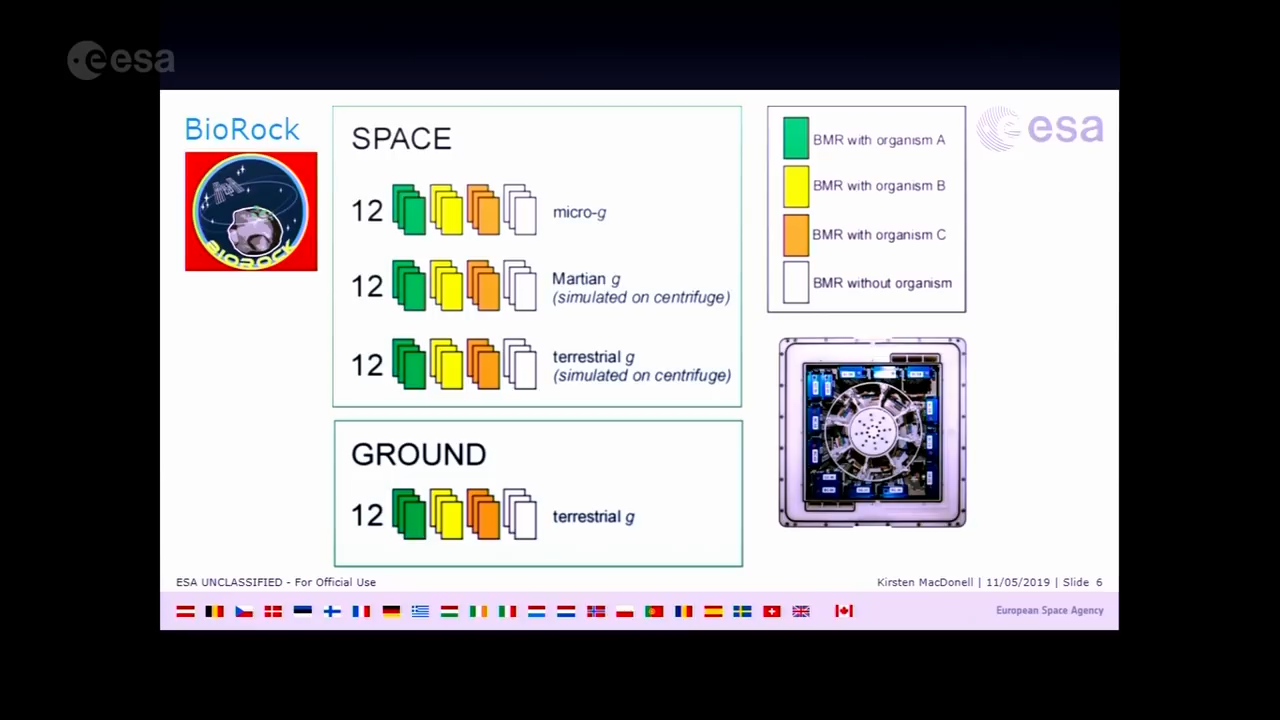 esa
BioRock
BIOROCK
SPACE
12 micro-g
12 Martian g
(simulated on centrifuge)
12 terrestrial g
(simulated on centrifuge)
GROUND
12 terrestrial g
BMR with organism A
BMR with organism B
BMR with organism C
BMR without organism
esa
ESA UNCLASSIFIED - For Official Use
Kirsten MacDonell | 11/05/2019 | Slide 6
European Space Agency